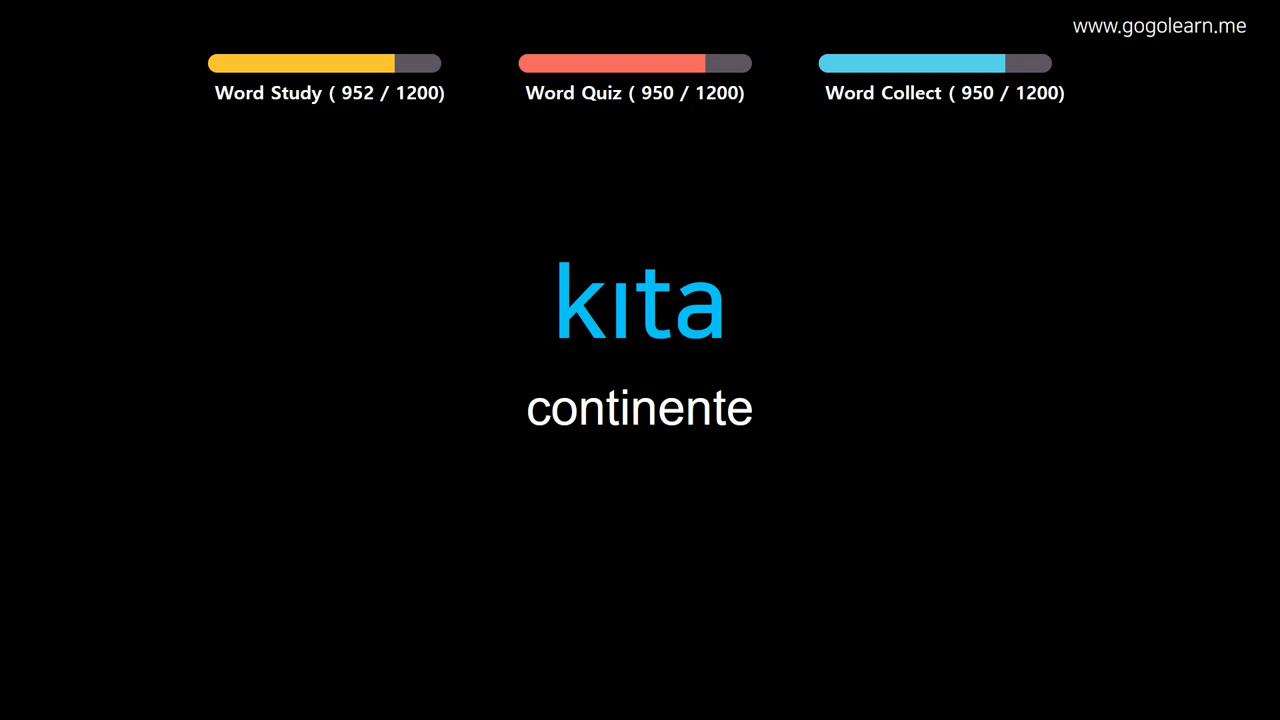 www.gogolearn.me
Word Study ( 952 / 1200)
Word Quiz ( 950 / 1200)
Word Collect ( 950 / 1200)
kıta
continente